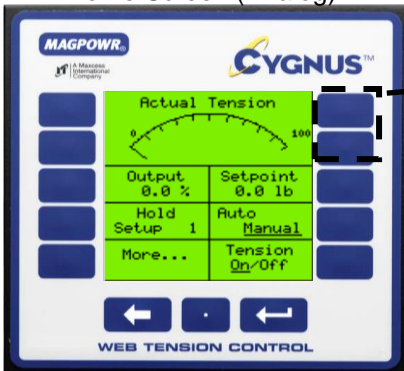 MAGPOWR®
A Maxcess
International
Company
CYGNUS™
Actual Tension
0 100
Output Setpoint
0.0 % 0.0 lb
Hold Auto
Setup 1 Manual
More... Tension
On/Off
WEB TENSION CONTROL